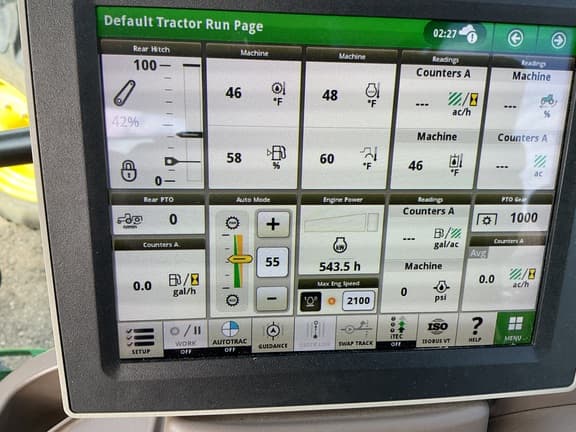 Default Tractor Run Page
02:27
Rear Hitch
100
42%
0
Machine
46
°F
58
%
Machine
48
°F
60
°F
Readings
Counters A
---
ac/h
Machine
46
°F
Readings
Machine
---
%
Counters A
---
ac
Rear PTO
0
Counters A
0.0
gal/h
Auto Mode
+
55
−
Engine Power
543.5 h
Max Eng Speed
2100
Readings
Counters A
---
gal/ac
Machine
0
psi
PTO Gear
1000
Counters A
Avg
0.0
ac/h
SETUP
WORK
OFF
AUTOTRAC
OFF
GUIDANCE
SWAP TRACK
iTEC
OFF
ISO
ISOBUS VT
?
HELP
MENU